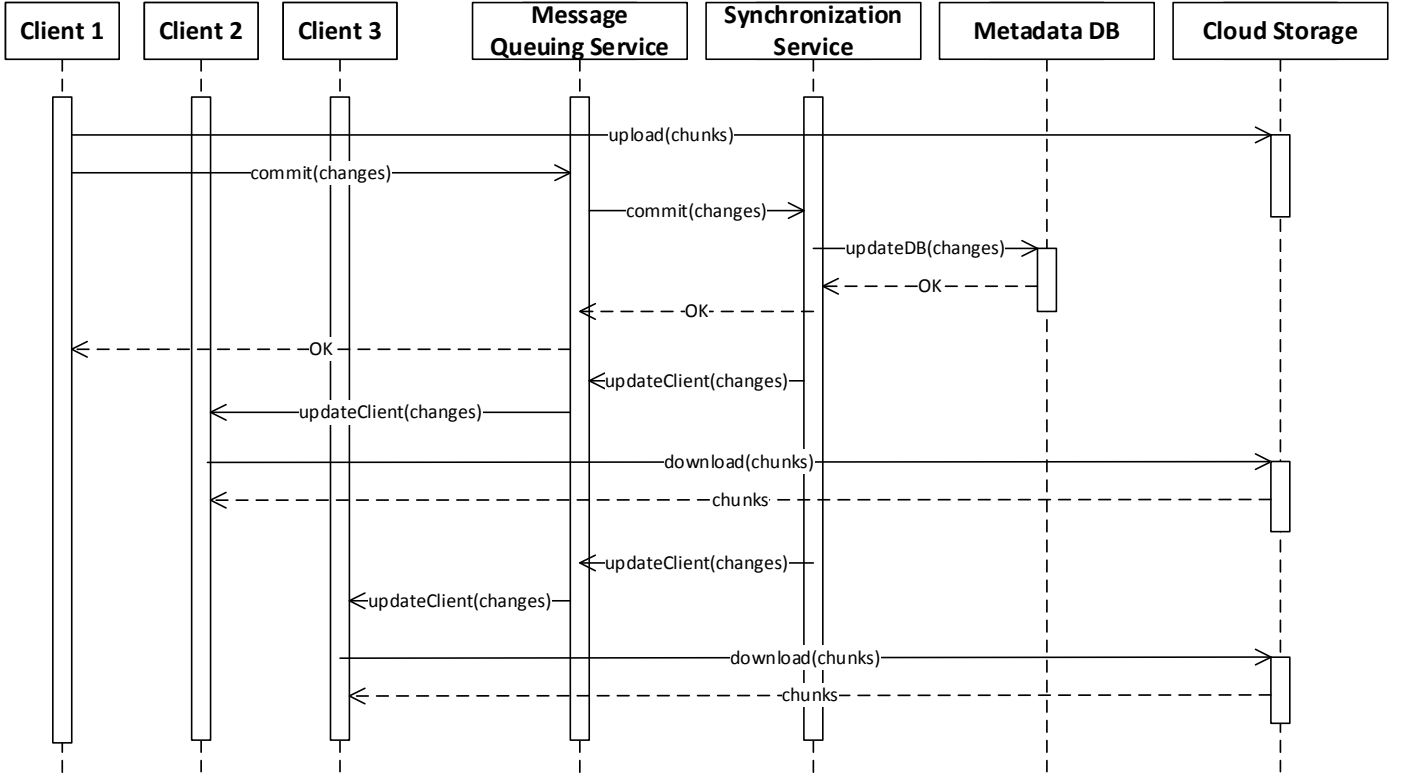 Client 1
Client 2
Client 3
Message
Queuing Service
Synchronization
Service
Metadata DB
Cloud Storage
upload(chunks)
commit(changes)
commit(changes)
updateDB(changes)
OK
OK
OK
updateClient(changes)
updateClient(changes)
download(chunks)
chunks
updateClient(changes)
updateClient(changes)
download(chunks)
chunks